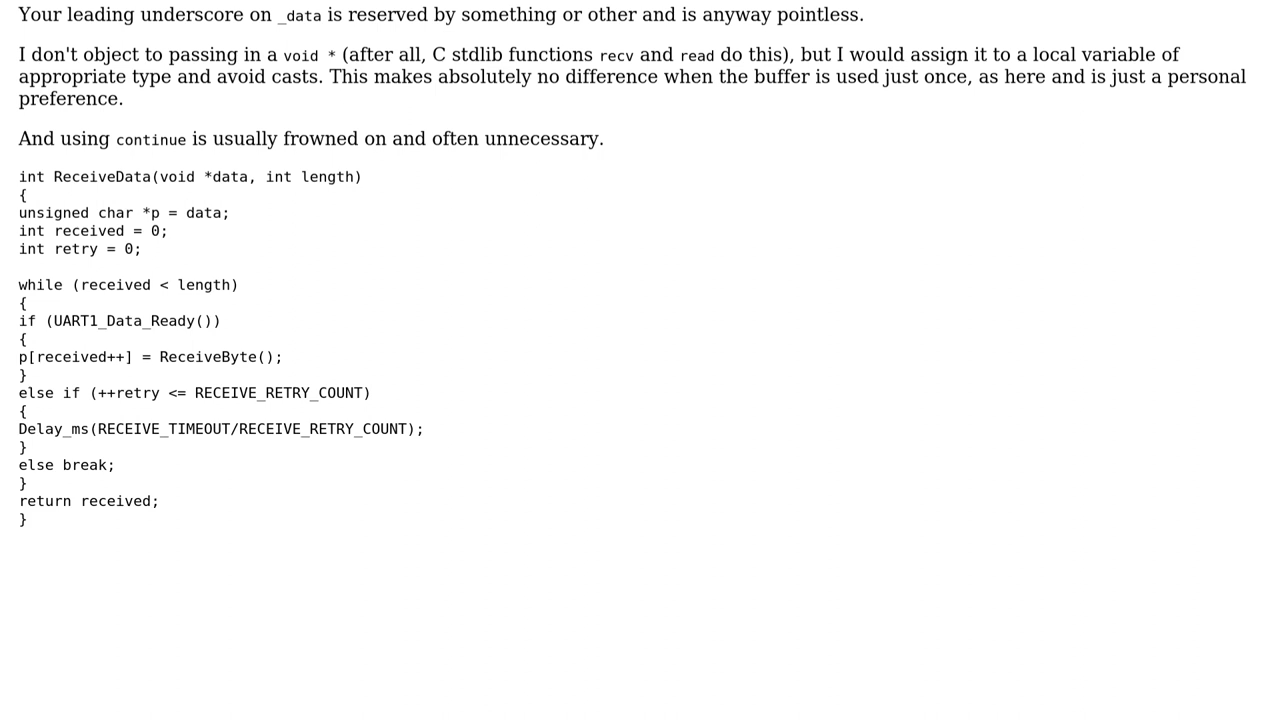 Your leading underscore on _data is reserved by something or other and is anyway pointless.
I don't object to passing in a void * (after all, C stdlib functions recv and read do this), but I would assign it to a local variable of
appropriate type and avoid casts. This makes absolutely no difference when the buffer is used just once, as here and is just a personal
preference.
And using continue is usually frowned on and often unnecessary.
int ReceiveData(void *data, int length)
{
unsigned char *p = data;
int received = 0;
int retry = 0;
while (received < length)
{
if (UART1_Data_Ready())
{
p[received++] = ReceiveByte();
}
else if (++retry <= RECEIVE_RETRY_COUNT)
{
Delay_ms(RECEIVE_TIMEOUT/RECEIVE_RETRY_COUNT);
}
else break;
}
return received;
}